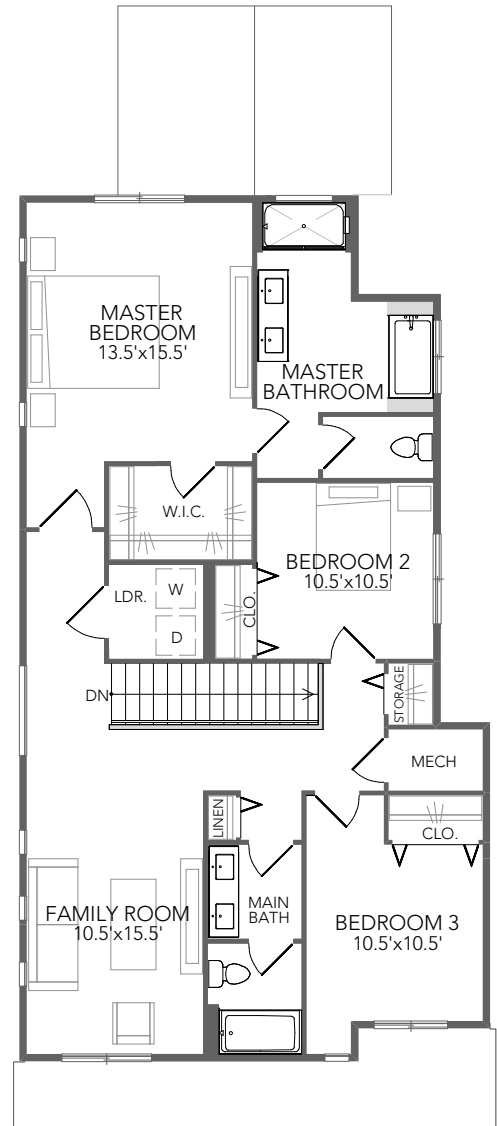 MASTER
BEDROOM
13.5'x15.5'
MASTER
BATHROOM
W.I.C.
BEDROOM 2
10.5'x10.5'
LDR.
W
D
CLO.
DN
STORAGE
MECH
LINEN
CLO.
MAIN
BATH
FAMILY ROOM
10.5'x15.5'
BEDROOM 3
10.5'x10.5'